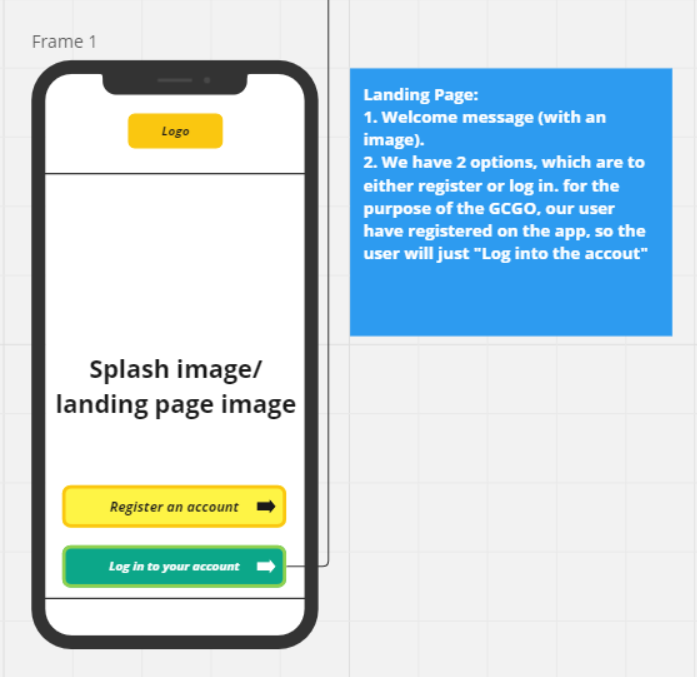 Frame 1
Logo
Splash image/
landing page image
Register an account
Log in to your account
Landing Page:
1. Welcome message (with an
image).
2. We have 2 options, which are to
either register or log in. for the
purpose of the GCGO, our user
have registered on the app, so the
user will just "Log into the accout"